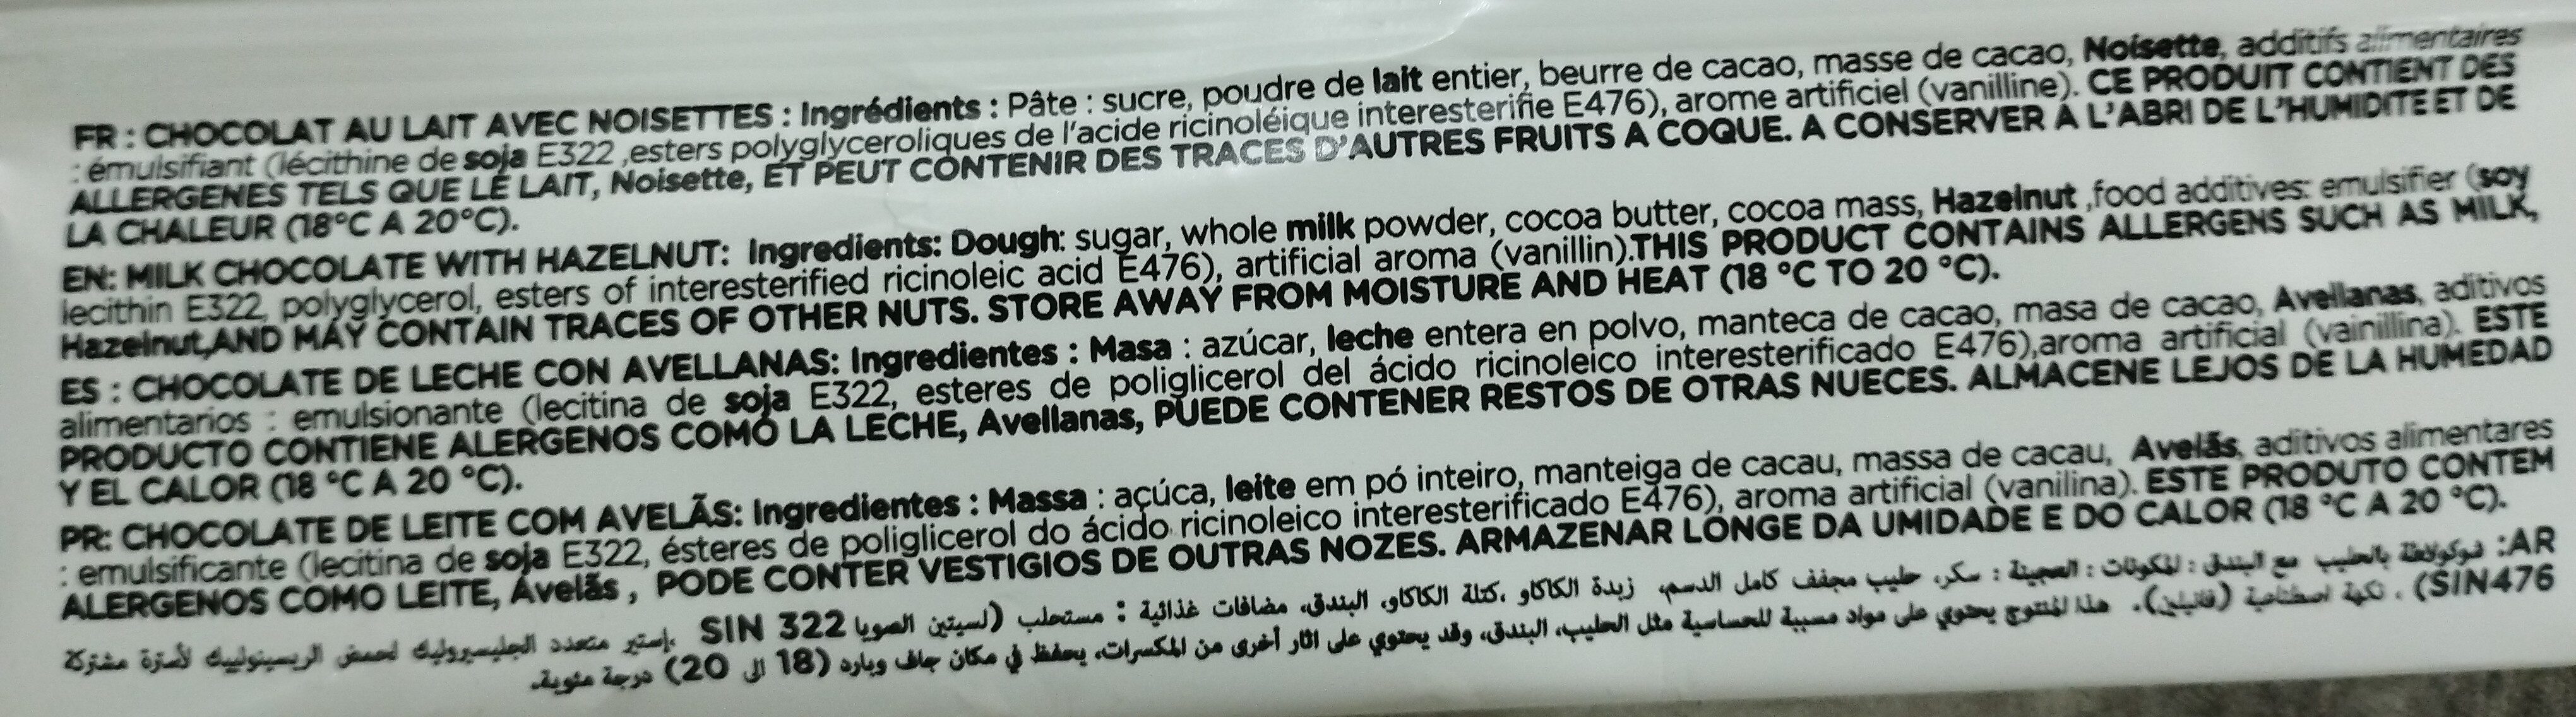 FR : CHOCOLAT AU LAIT AVEC NOISETTES : Ingrédients : Pâte : sucre, poudre de lait entier, beurre de cacao, masse de cacao, Noisette, additifs alimentaires
: émulsifiant (lécithine de soja E322 ,esters polyglyceroliques de l'acide ricinoléique interesterifie E476), arome artificiel (vanilline). CE PRODUIT CONTIENT DES
ALLERGENES TELS QUE LE LAIT, Noisette, ET PEUT CONTENIR DES TRACES D'AUTRES FRUITS A COQUE. A CONSERVER A L'ABRI DE L'HUMIDITE ET DE
LA CHALEUR (18°C A 20°C).
EN: MILK CHOCOLATE WITH HAZELNUT: Ingredients: Dough: sugar, whole milk powder, cocoa butter, cocoa mass, Hazelnut ,food additives: emulsifier (soy
lecithin E322, polyglycerol, esters of interesterified ricinoleic acid E476), artificial aroma (vanillin).THIS PRODUCT CONTAINS ALLERGENS SUCH AS MILK,
Hazelnut,AND MAY CONTAIN TRACES OF OTHER NUTS. STORE AWAY FROM MOISTURE AND HEAT (18 °C TO 20 °C).
ES : CHOCOLATE DE LECHE CON AVELLANAS: Ingredientes : Masa : azúcar, leche entera en polvo, manteca de cacao, masa de cacao, Avellanas, aditivos
alimentarios : emulsionante (lecitina de soja E322, esteres de poliglicerol del ácido ricinoleico interesterificado E476),aroma artificial (vainillina). ESTE
PRODUCTO CONTIENE ALERGENOS COMO LA LECHE, Avellanas, PUEDE CONTENER RESTOS DE OTRAS NUECES. ALMACENE LEJOS DE LA HUMEDAD
Y EL CALOR (18 °C A 20 °C).
PR: CHOCOLATE DE LEITE COM AVELÃS: Ingredientes : Massa : açúca, leite em pó inteiro, manteiga de cacau, massa de cacau, Avelãs, aditivos alimentares
: emulsificante (lecitina de soja E322, ésteres de poliglicerol do ácido ricinoleico interesterificado E476), aroma artificial (vanilina). ESTE PRODUTO CONTEM
ALERGENOS COMO LEITE, Avelãs , PODE CONTER VESTIGIOS DE OUTRAS NOZES. ARMAZENAR LONGE DA UMIDADE E DO CALOR (18 °C A 20 °C).
AR: شوكولاطة بالحليب مع البندق : المكونات : العجينة : سكر، حليب مجفف كامل الدسم، زبدة الكاكاو ،كتلة الكاكاو، البندق، مضافات غذائية : مستحلب (لسيتين الصويا SIN 322 ،إستير متعدد الجليسيروليك لحمض الريسينولييك لأسترة مشتركة
SIN476) ، نكهة اصطناعية (فانيلين). هذا المنتوج يحتوي على مواد مسببة للحساسية مثل الحليب، البندق، وقد يحتوي على اثار أخرى من المكسرات، يحفظ في مكان جاف وبارد (18 الى 20) درجة مئوية.